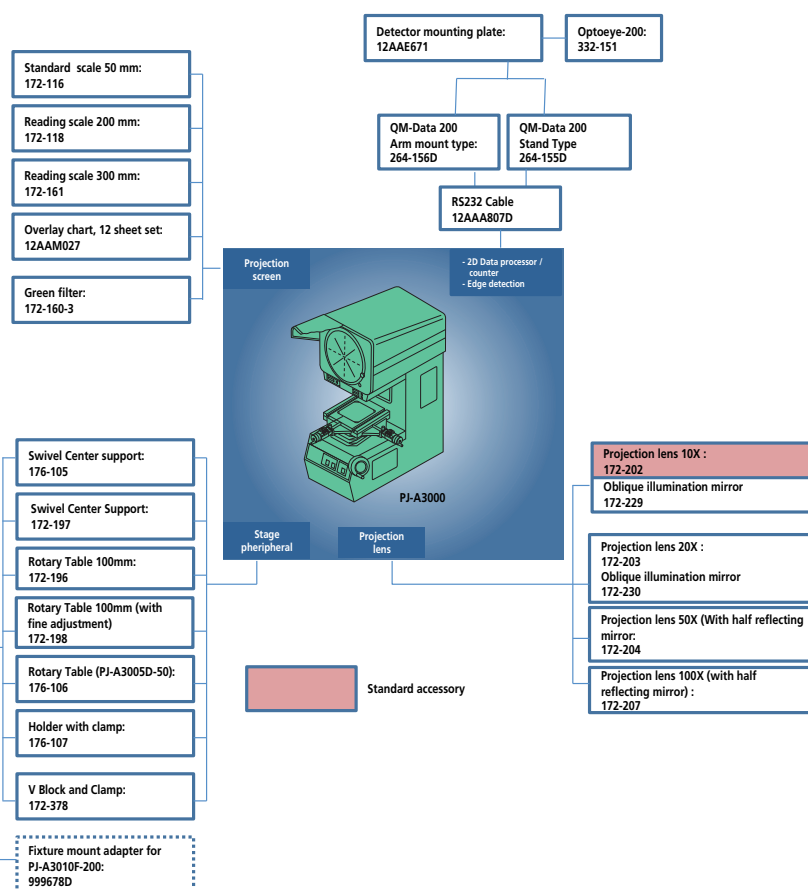 Detector mounting plate:
12AAE671
Optoeye-200:
332-151
Standard scale 50 mm:
172-116
Reading scale 200 mm:
172-118
Reading scale 300 mm:
172-161
Overlay chart, 12 sheet set:
12AAM027
Green filter:
172-160-3
QM-Data 200
Arm mount type:
264-156D
QM-Data 200
Stand Type
264-155D
RS232 Cable
12AAA807D
Projection
screen
- 2D Data processor /
counter
- Edge detection
PJ-A3000
Stage
pheripheral
Projection
lens
Swivel Center support:
176-105
Swivel Center Support:
172-197
Rotary Table 100mm:
172-196
Rotary Table 100mm (with
fine adjustment)
172-198
Rotary Table (PJ-A3005D-50):
176-106
Holder with clamp:
176-107
V Block and Clamp:
172-378
Fixture mount adapter for
PJ-A3010F-200:
999678D
Projection lens 10X :
172-202
Oblique illumination mirror
172-229
Projection lens 20X :
172-203
Oblique illumination mirror
172-230
Projection lens 50X (With half reflecting
mirror:
172-204
Projection lens 100X (with half
reflecting mirror) :
172-207
Standard accessory